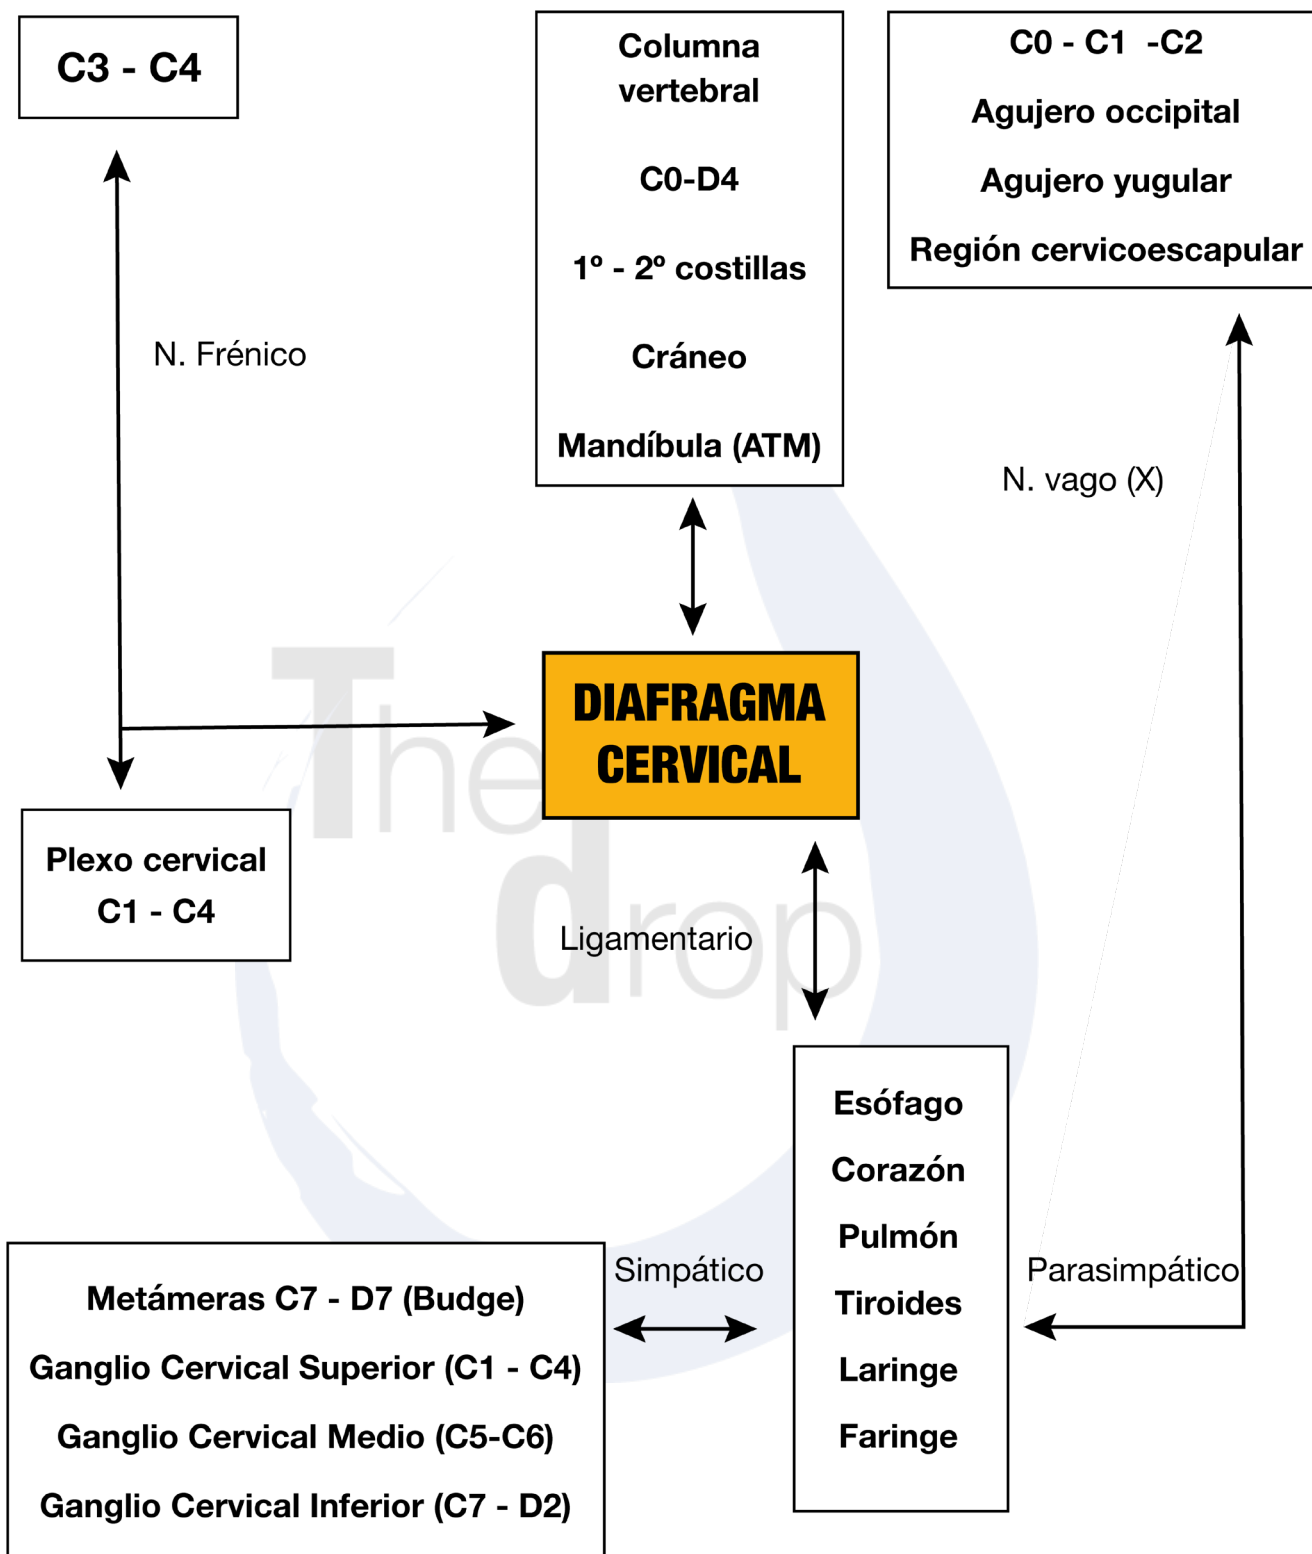 C3 - C4
Columna
vertebral
C0-D4
1º - 2º costillas
Cráneo
Mandíbula (ATM)
C0 - C1 -C2
Agujero occipital
Agujero yugular
Región cervicoescapular
N. Frénico
N. vago (X)
DIAFRAGMA
CERVICAL
The
drop
Plexo cervical
C1 - C4
Ligamentario
Esófago
Corazón
Pulmón
Tiroides
Laringe
Faringe
Simpático
Parasimpático
Metámeras C7 - D7 (Budge)
Ganglio Cervical Superior (C1 - C4)
Ganglio Cervical Medio (C5-C6)
Ganglio Cervical Inferior (C7 - D2)